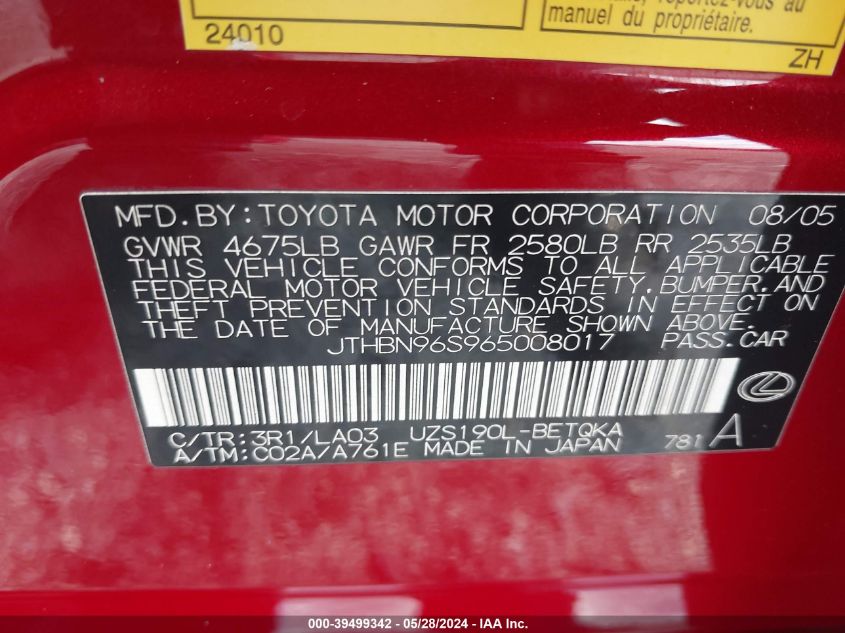 reportez-vous au
manuel du propriétaire.
24010
ZH
MFD.BY:TOYOTA MOTOR CORPORATION 08/05
GVWR 4675LB GAWR FR 2580LB RR 2535LB
THIS VEHICLE CONFORMS TO ALL APPLICABLE
FEDERAL MOTOR VEHICLE SAFETY,BUMPER,AND
THEFT PREVENTION STANDARDS IN EFFECT ON
THE DATE OF MANUFACTURE SHOWN ABOVE.
JTHBN96S965008017 PASS.CAR
C/TR:3R1/LA03 UZS190L-BETQKA
A/TM:C02A/A761E MADE IN JAPAN 781 A
000-39499342 - 05/28/2024 - IAA Inc.